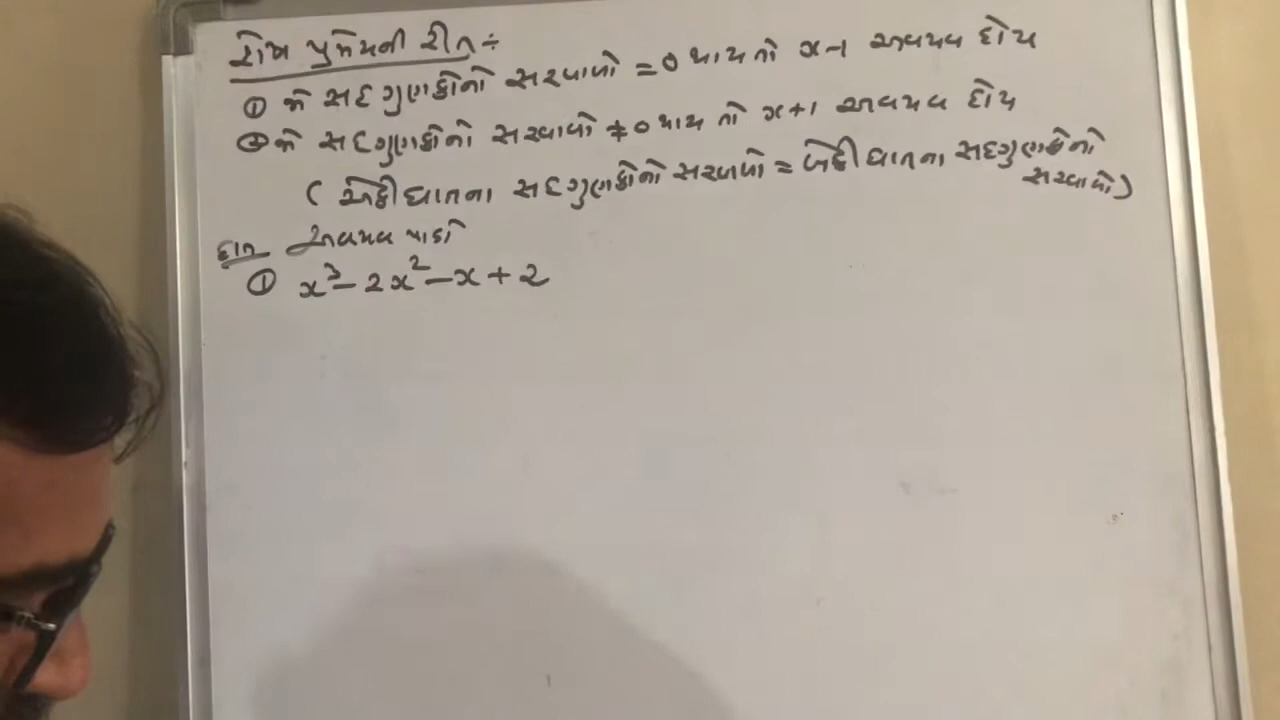 શેષ પ્રમેયની રીત ÷
① જો સહગુણકોનો સરવાળો = 0 થાય તો x-1 અવયવ હોય
② જો સહગુણકોનો સરવાળો ≠ 0 થાય તો x+1 અવયવ હોય
( એકી ઘાતના સહગુણકોનો સરવાળો = બેકી ઘાતના સહગુણકોનો
સરવાળો )
દા.ત અવયવ પાડો
① x³ - 2x² - x + 2